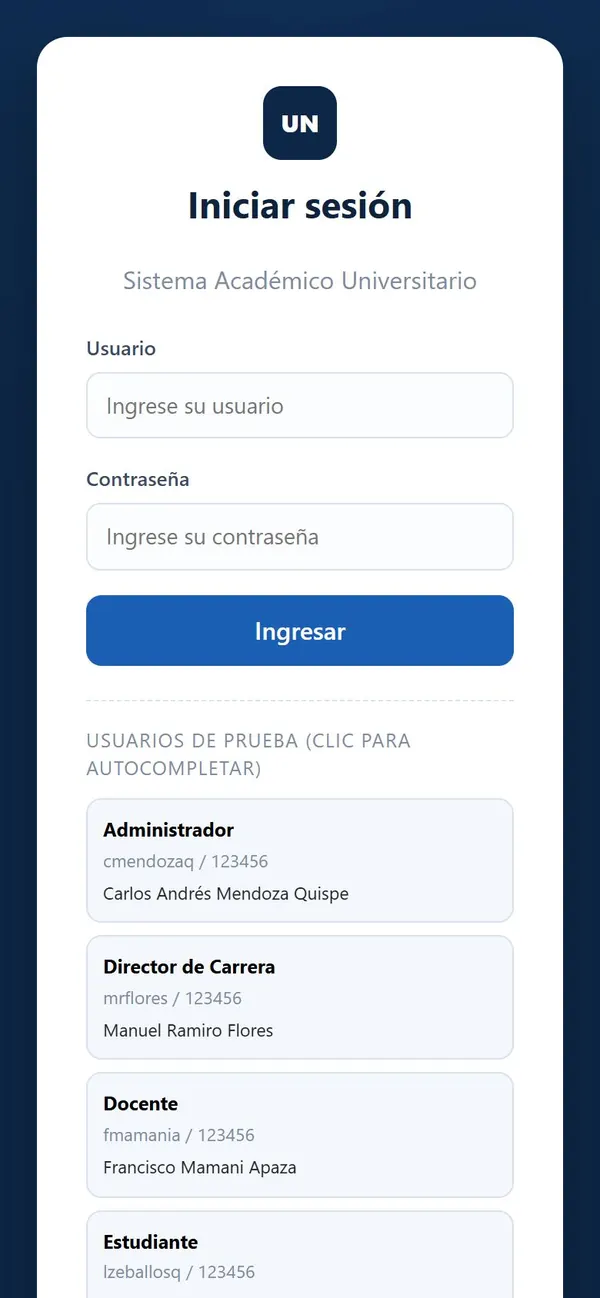 UN
Iniciar sesión
Sistema Académico Universitario
Usuario
Ingrese su usuario
Contraseña
Ingrese su contraseña
Ingresar
USUARIOS DE PRUEBA (CLIC PARA
AUTOCOMPLETAR)
Administrador
cmendozaq / 123456
Carlos Andrés Mendoza Quispe
Director de Carrera
mrflores / 123456
Manuel Ramiro Flores
Docente
fmamania / 123456
Francisco Mamani Apaza
Estudiante
lzeballosq / 123456